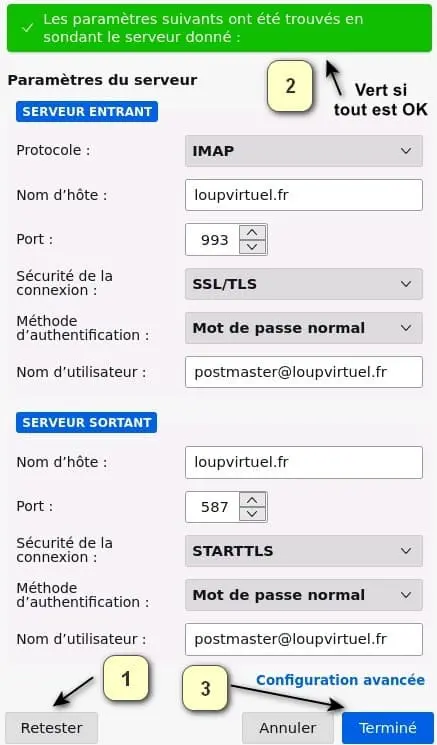 Les paramètres suivants ont été trouvés en
sondant le serveur donné :
Paramètres du serveur
2
Vert si
tout est OK
SERVEUR ENTRANT
Protocole :
IMAP
Nom d’hôte :
loupvirtuel.fr
Port :
993
Sécurité de la
connexion :
SSL/TLS
Méthode
d’authentification :
Mot de passe normal
Nom d’utilisateur :
postmaster@loupvirtuel.fr
SERVEUR SORTANT
Nom d’hôte :
loupvirtuel.fr
Port :
587
Sécurité de la
connexion :
STARTTLS
Méthode
d’authentification :
Mot de passe normal
Nom d’utilisateur :
postmaster@loupvirtuel.fr
1
3
Configuration avancée
Retester
Annuler
Terminé